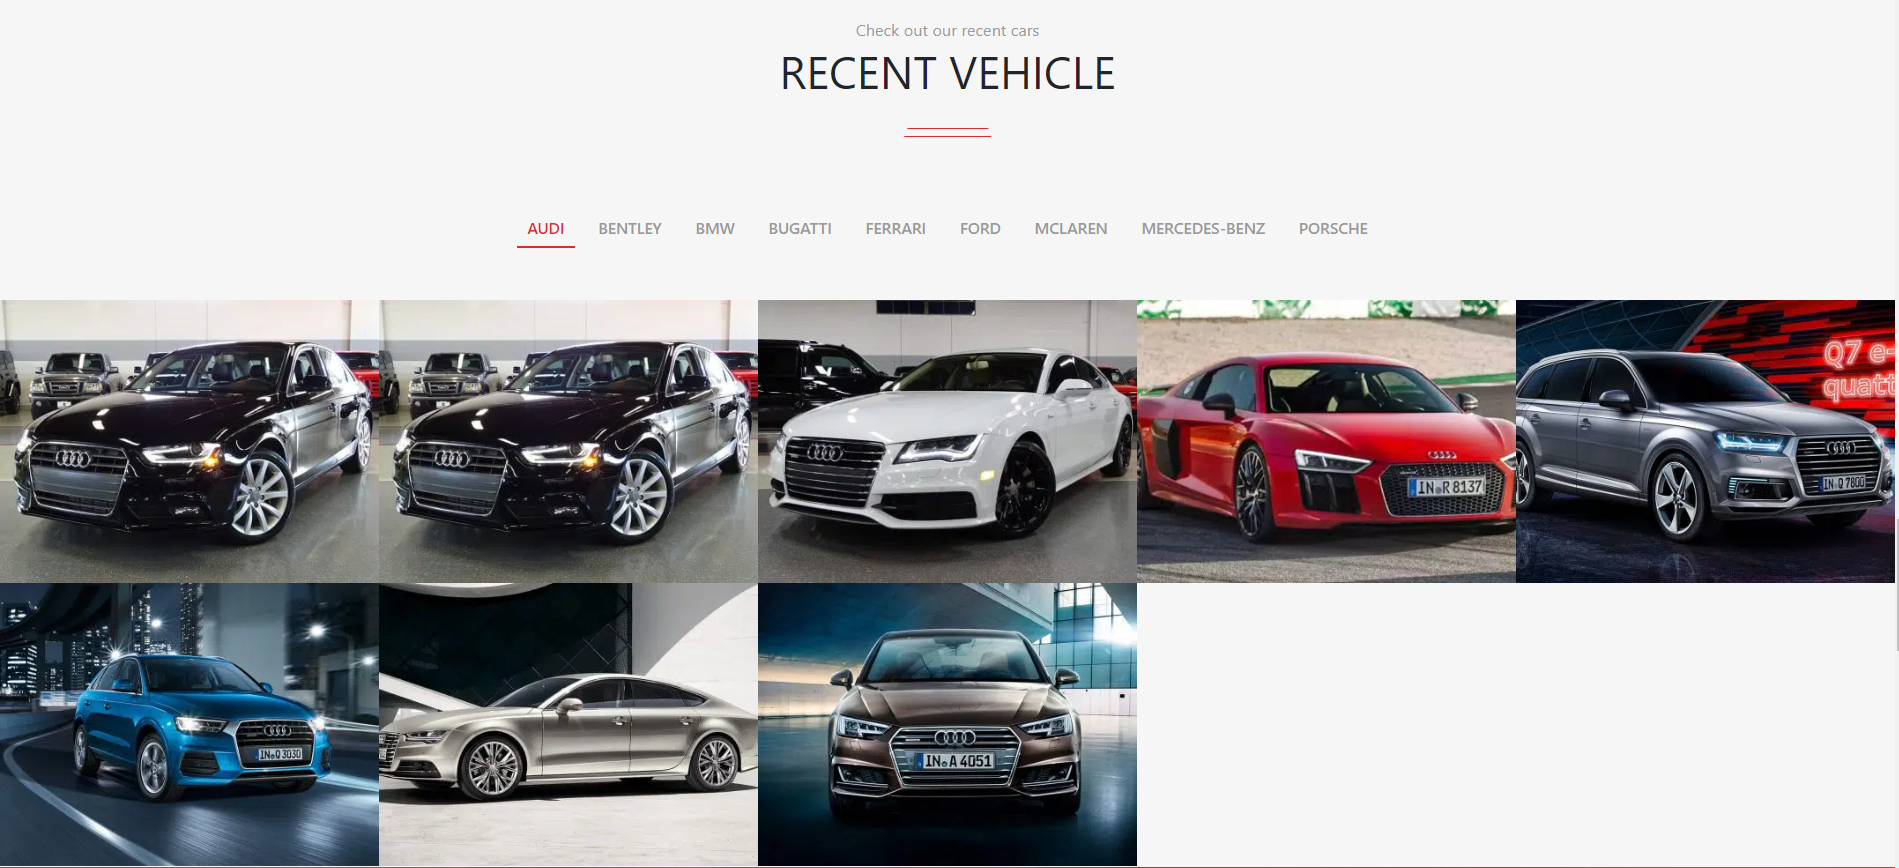 Check out our recent cars
RECENT VEHICLE
AUDI BENTLEY BMW BUGATTI FERRARI FORD MCLAREN MERCEDES-BENZ PORSCHE
Q7 e-
quatt
IN R 8137
IN Q 7800
IN Q 3030
IN A 4051